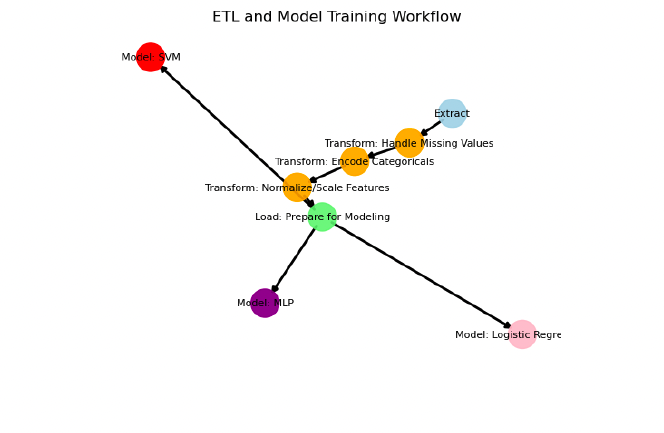 ETL and Model Training Workflow
Model: SVM
Extract
Transform: Handle Missing Values
Transform: Encode Categoricals
Transform: Normalize/Scale Features
Load: Prepare for Modeling
Model: MLP
Model: Logistic Regre